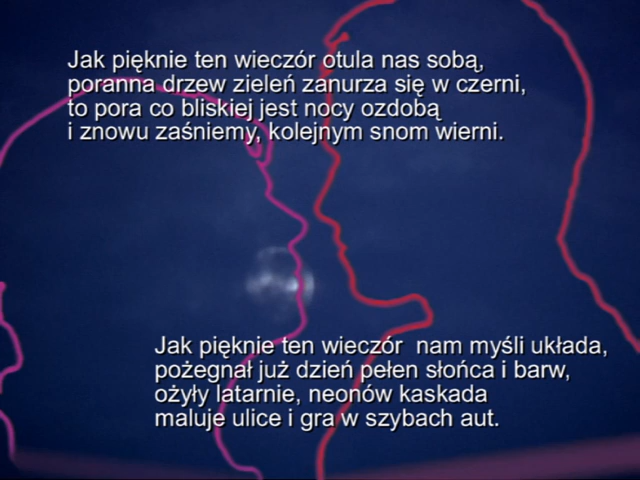 Jak pięknie ten wieczór otula nas sobą,
poranna drzew zieleń zanurza się w czerni,
to pora co bliskiej jest nocy ozdobą
i znowu zaśniemy, kolejnym snom wierni.
Jak pięknie ten wieczór nam myśli układa,
pożegnał już dzień pełen słońca i barw,
ożyły latarnie, neonów kaskada
maluje ulice i gra w szybach aut.